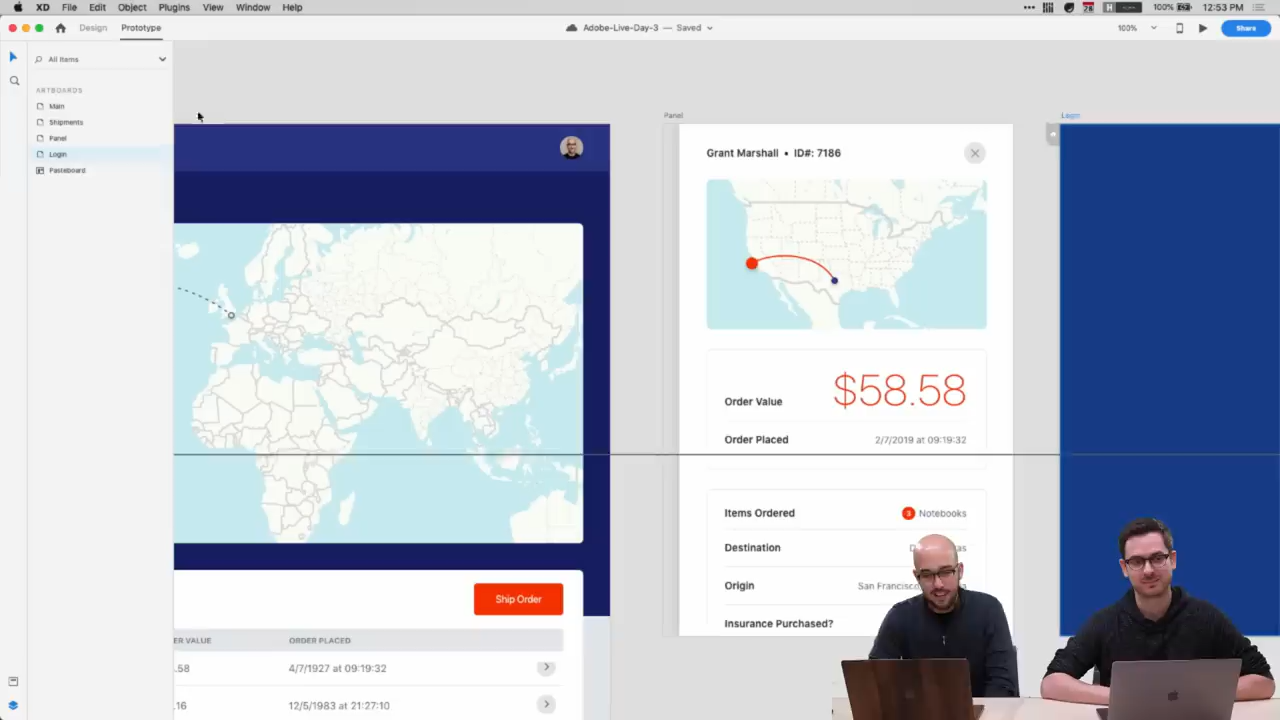 XD File Edit Object Plugins View Window Help
100% 12:53 PM
Design Prototype
Adobe-Live-Day-3 — Saved
100%
Share
All Items
ARTBOARDS
Main
Shipments
Panel
Login
Pasteboard
Panel
Login
Grant Marshall • ID#: 7186
$58.58
Order Value
Order Placed 2/7/2019 at 09:19:32
Items Ordered 3 Notebooks
Destination
Origin San Francisco
Insurance Purchased?
Ship Order
ER VALUE ORDER PLACED
.58 4/7/1927 at 09:19:32
.16 12/5/1983 at 21:27:10